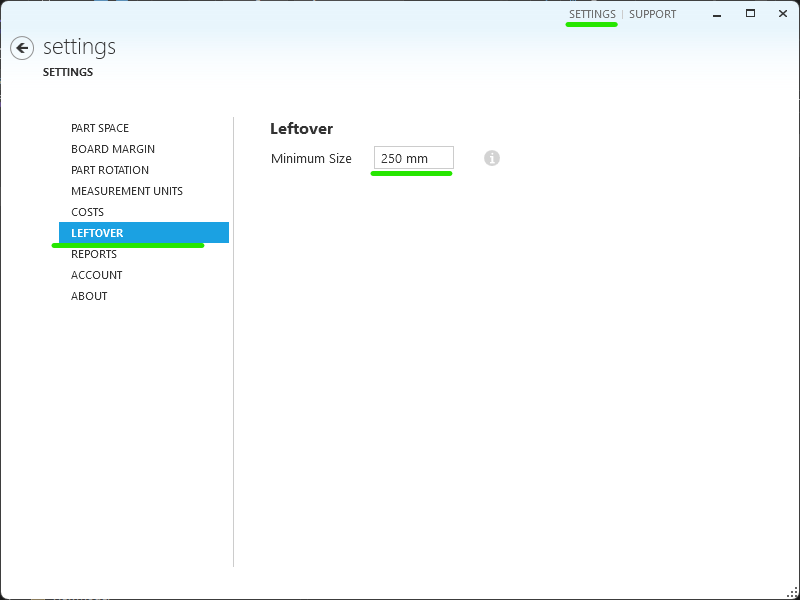 SETTINGS | SUPPORT
settings
SETTINGS
PART SPACE
BOARD MARGIN
PART ROTATION
MEASUREMENT UNITS
COSTS
LEFTOVER
REPORTS
ACCOUNT
ABOUT
Leftover
Minimum Size 250 mm